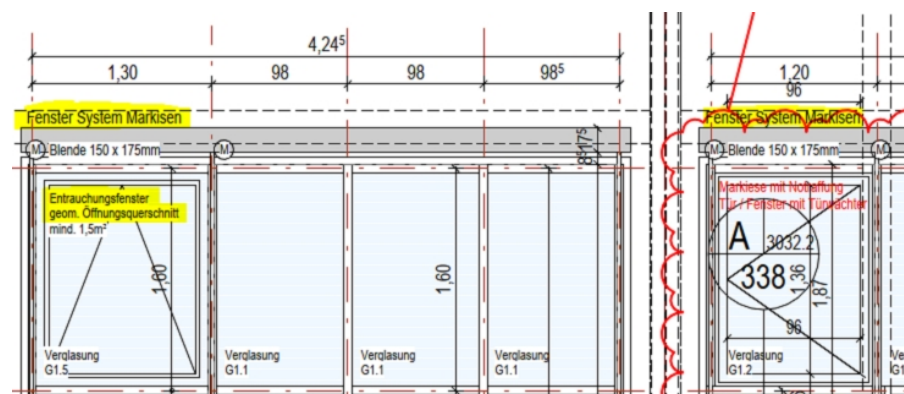 4,24⁵
1,30
98
98
98⁵
Fenster System Markisen
M
Blende 150 x 175mm
M
8⁵
17⁵
Entrauchungsfenster
geom. Öffnungsquerschnitt
mind. 1,5m²
1,60
1,60
Verglasung
G1.5
Verglasung
G1.1
Verglasung
G1.1
Verglasung
G1.1
1,20
96
Fenster System Markisen
M
Blende 150 x 175mm
M
Markiese mit Notraffung
Tür / Fenster mit Türwächter
A
3032.2
338
1,36
1,87
96
Verglasung
G1.2